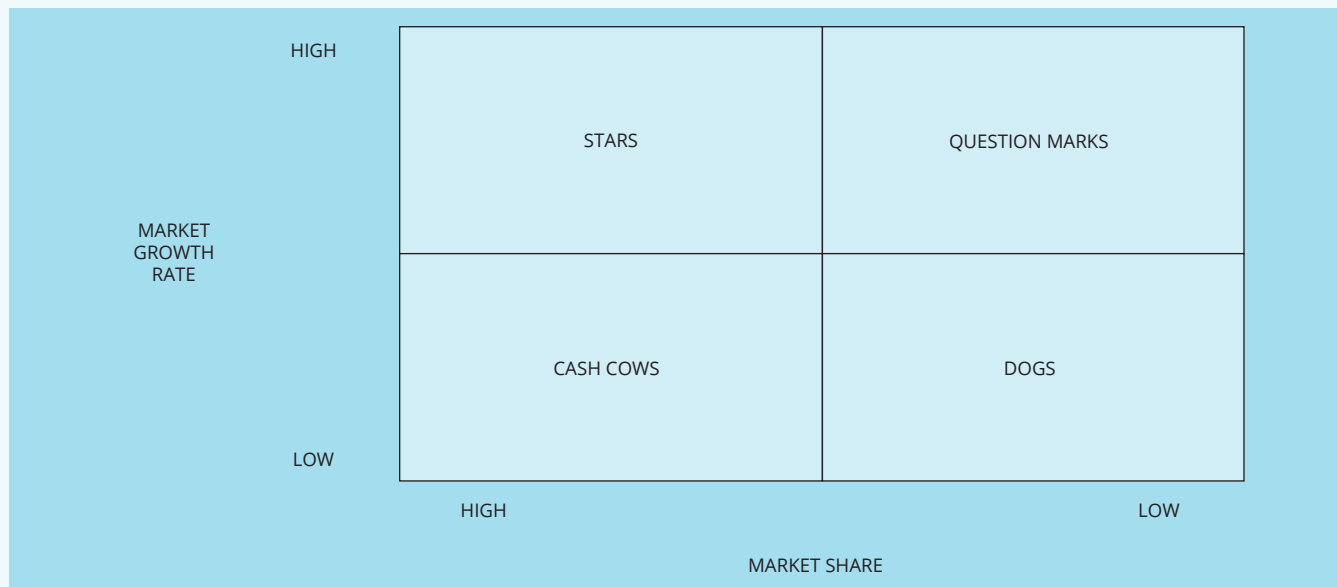 HIGH
STARS
QUESTION MARKS
MARKET
GROWTH
RATE
CASH COWS
DOGS
LOW
HIGH
LOW
MARKET SHARE